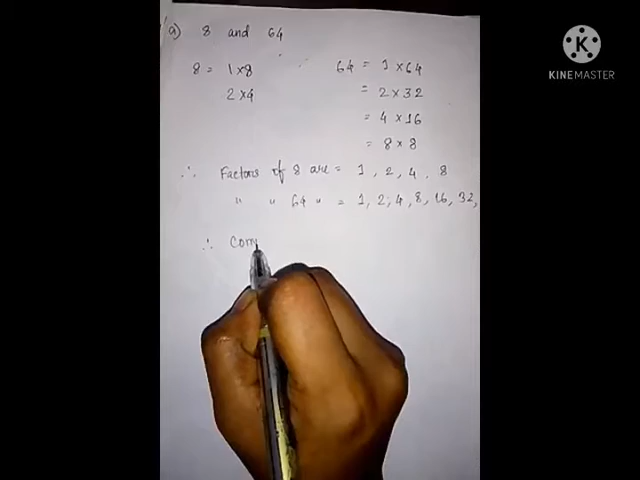 a) 8 and 64
8 = 1 x 8 64 = 1 x 64
2 x 4 = 2 x 32
= 4 x 16
= 8 x 8
∴ Factors of 8 are = 1, 2, 4, 8
" " 64 " = 1, 2, 4, 8, 16, 32,
∴ Com
K
KINEMASTER